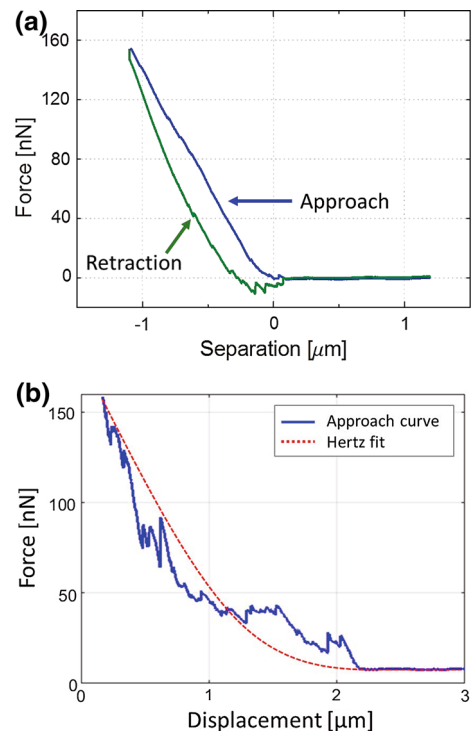 (a)
160
120
80
40
0
Force [nN]
Approach
Retraction
-1
0
1
Separation [μm]
(b)
150
100
50
0
Force [nN]
Approach curve
Hertz fit
0
1
2
3
Displacement [μm]